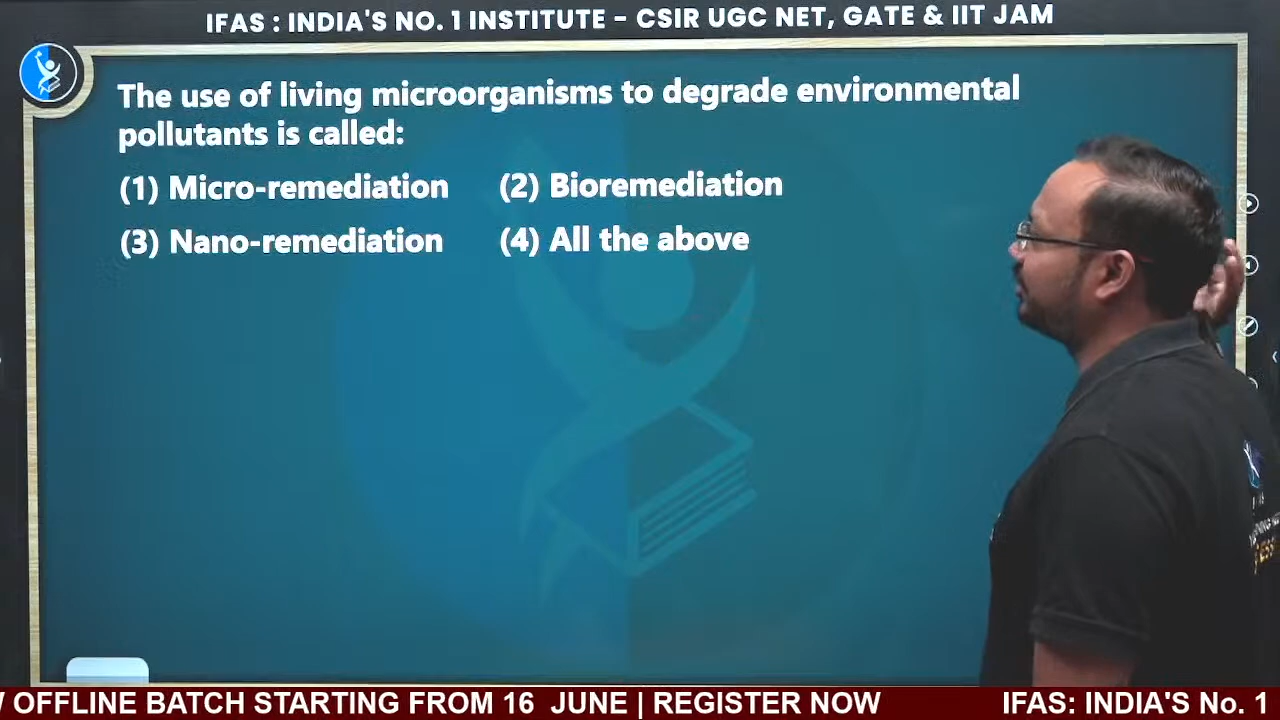 IFAS : INDIA'S NO. 1 INSTITUTE - CSIR UGC NET, GATE & IIT JAM
The use of living microorganisms to degrade environmental
pollutants is called:
(1) Micro-remediation (2) Bioremediation
(3) Nano-remediation (4) All the above
OFFLINE BATCH STARTING FROM 16 JUNE | REGISTER NOW IFAS: INDIA'S No. 1